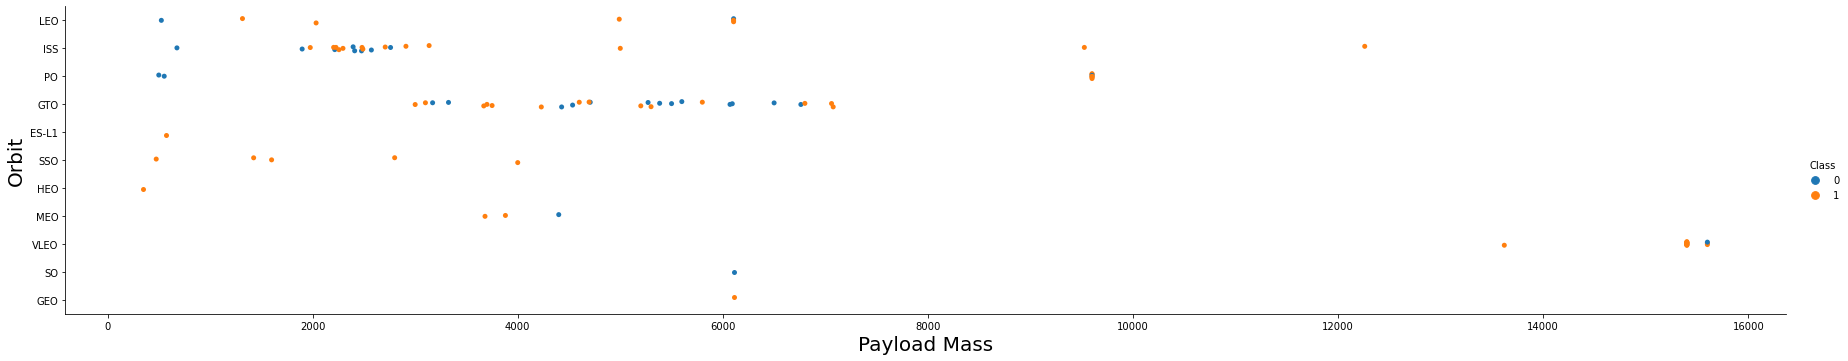 LEO
ISS
PO
GTO
ES-L1
SSO
HEO
MEO
VLEO
SO
GEO
Orbit
0 2000 4000 6000 8000 10000 12000 14000 16000
Payload Mass
Class
0
1